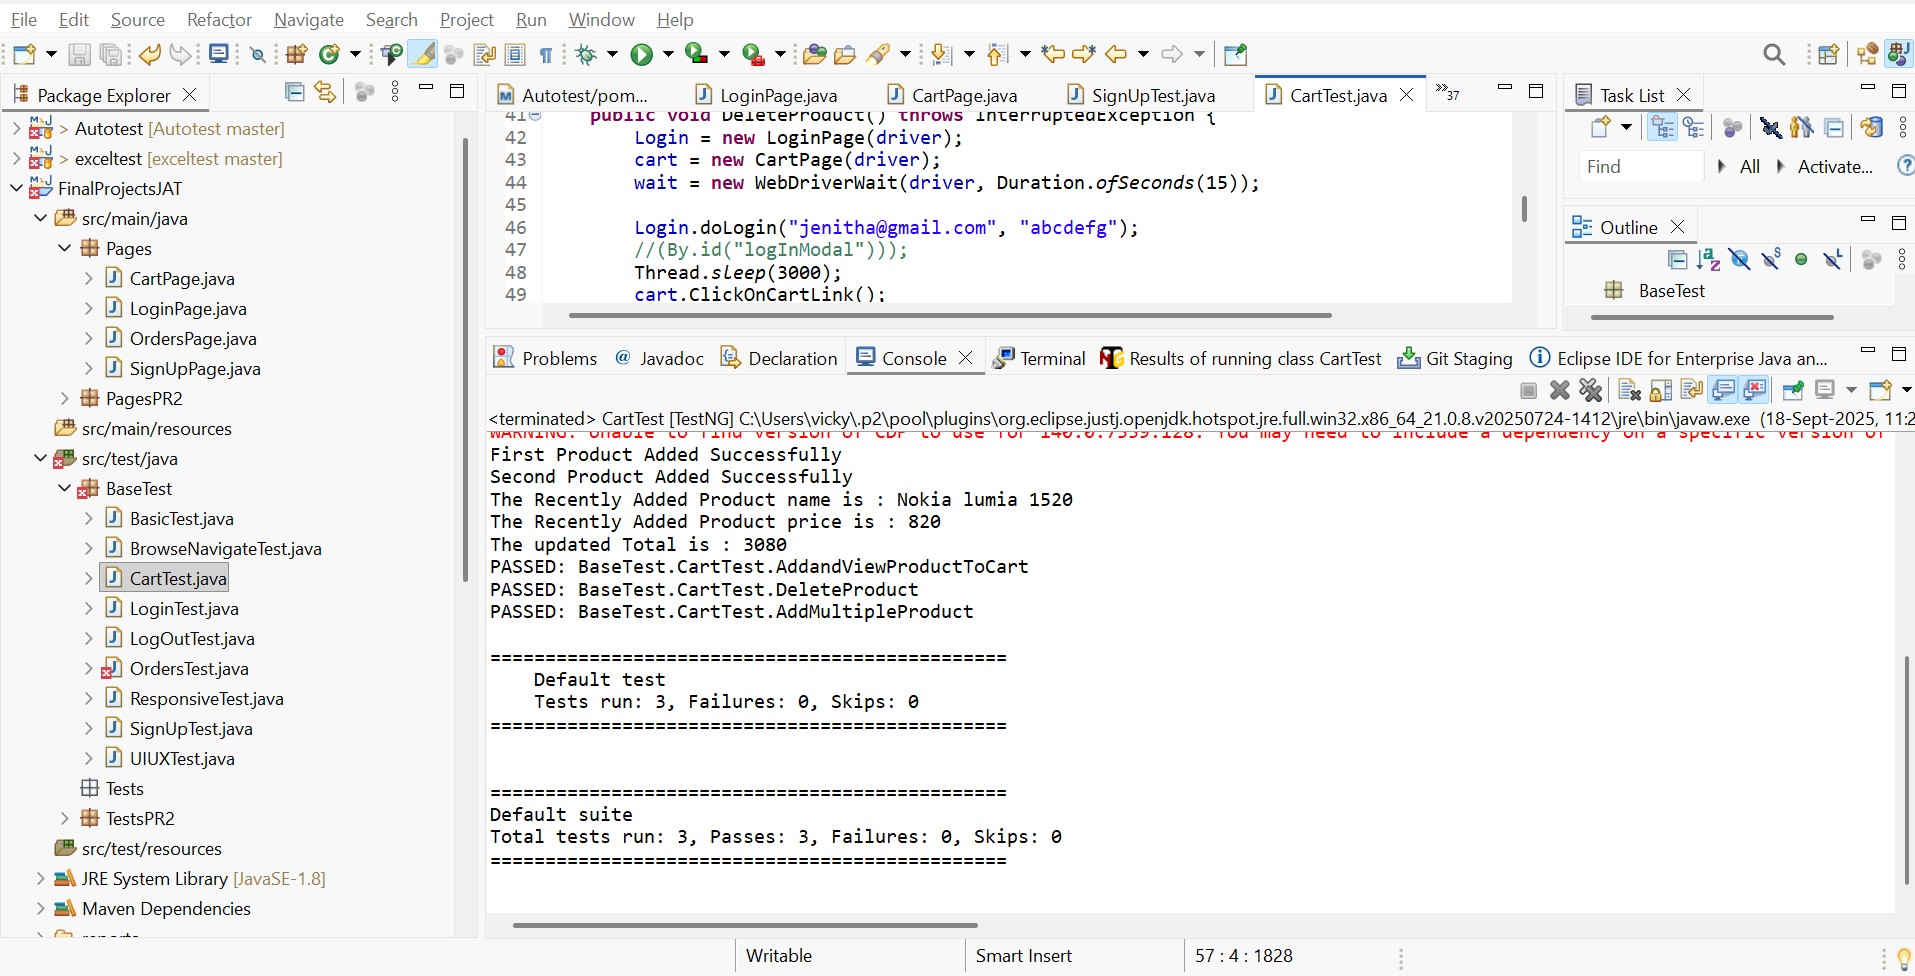 File Edit Source Refactor Navigate Search Project Run Window Help
Package Explorer
> Autotest [Autotest master]
> exceltest [exceltest master]
FinalProjectsJAT
src/main/java
Pages
CartPage.java
LoginPage.java
OrdersPage.java
SignUpPage.java
PagesPR2
src/main/resources
src/test/java
BaseTest
BasicTest.java
BrowseNavigateTest.java
CartTest.java
LoginTest.java
LogOutTest.java
OrdersTest.java
ResponsiveTest.java
SignUpTest.java
UIUXTest.java
Tests
TestsPR2
src/test/resources
JRE System Library [JavaSE-1.8]
Maven Dependencies
reports
Autotest/pom... LoginPage.java CartPage.java SignUpTest.java CartTest.java »37
41 public void DeleteProduct() throws InterruptedException {
42 Login = new LoginPage(driver);
43 cart = new CartPage(driver);
44 wait = new WebDriverWait(driver, Duration.ofSeconds(15));
45
46 Login.doLogin("jenitha@gmail.com", "abcdefg");
47 //(By.id("logInModal")));
48 Thread.sleep(3000);
49 cart.ClickOnCartLink();
Task List
Find All Activate...
Outline
BaseTest
Problems @ Javadoc Declaration Console Terminal Results of running class CartTest Git Staging Eclipse IDE for Enterprise Java an...
<terminated> CartTest [TestNG] C:\Users\vicky\.p2\pool\plugins\org.eclipse.justj.openjdk.hotspot.jre.full.win32.x86_64_21.0.8.v20250724-1412\jre\bin\javaw.exe (18-Sept-2025, 11:2
WARNING: Unable to find version of CDP to use for 140.0.7339.128. You may need to include a dependency on a specific version of
First Product Added Successfully
Second Product Added Successfully
The Recently Added Product name is : Nokia lumia 1520
The Recently Added Product price is : 820
The updated Total is : 3080
PASSED: BaseTest.CartTest.AddandViewProductToCart
PASSED: BaseTest.CartTest.DeleteProduct
PASSED: BaseTest.CartTest.AddMultipleProduct
===============================================
Default test
Tests run: 3, Failures: 0, Skips: 0
===============================================
===============================================
Default suite
Total tests run: 3, Passes: 3, Failures: 0, Skips: 0
===============================================
Writable Smart Insert 57 : 4 : 1828